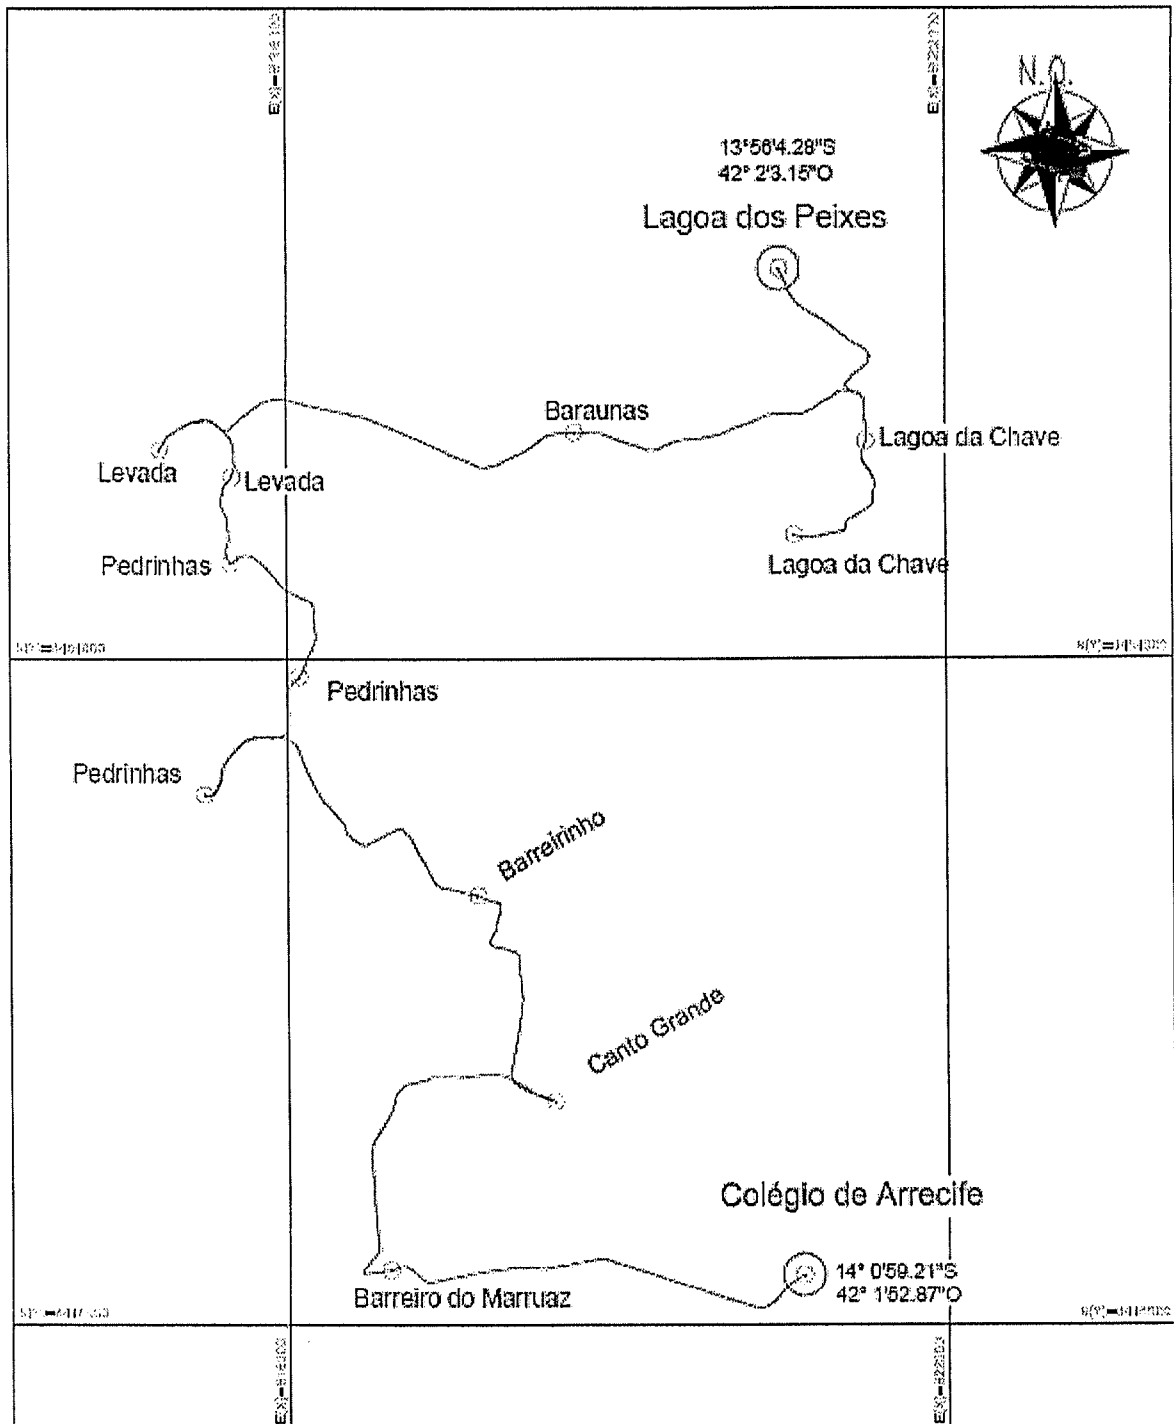 N.Q.
13°56'4.28"S
42° 2'3.15"O
Lagoa dos Peixes
Baraunas
Lagoa da Chave
Levada
Levada
Pedrinhas
Lagoa da Chave
Pedrinhas
Pedrinhas
Barreirinho
Canto Grande
Colégio de Arrecife
14° 0'59.21"S
42° 1'52.87"O
Barreiro do Marruaz